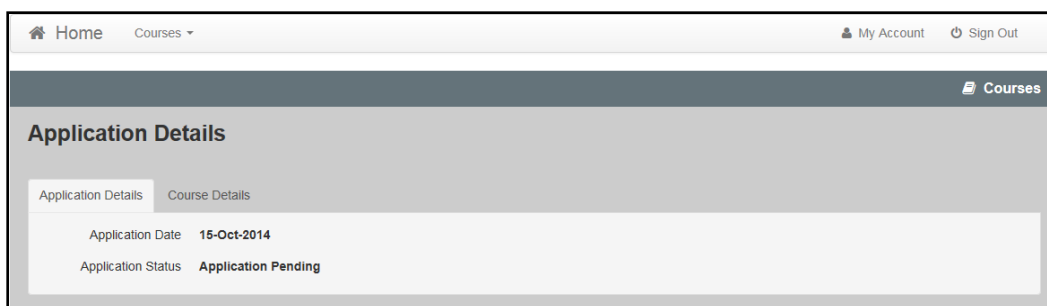 Home Courses My Account Sign Out
Courses
Application Details
Application Details Course Details
Application Date 15-Oct-2014
Application Status Application Pending